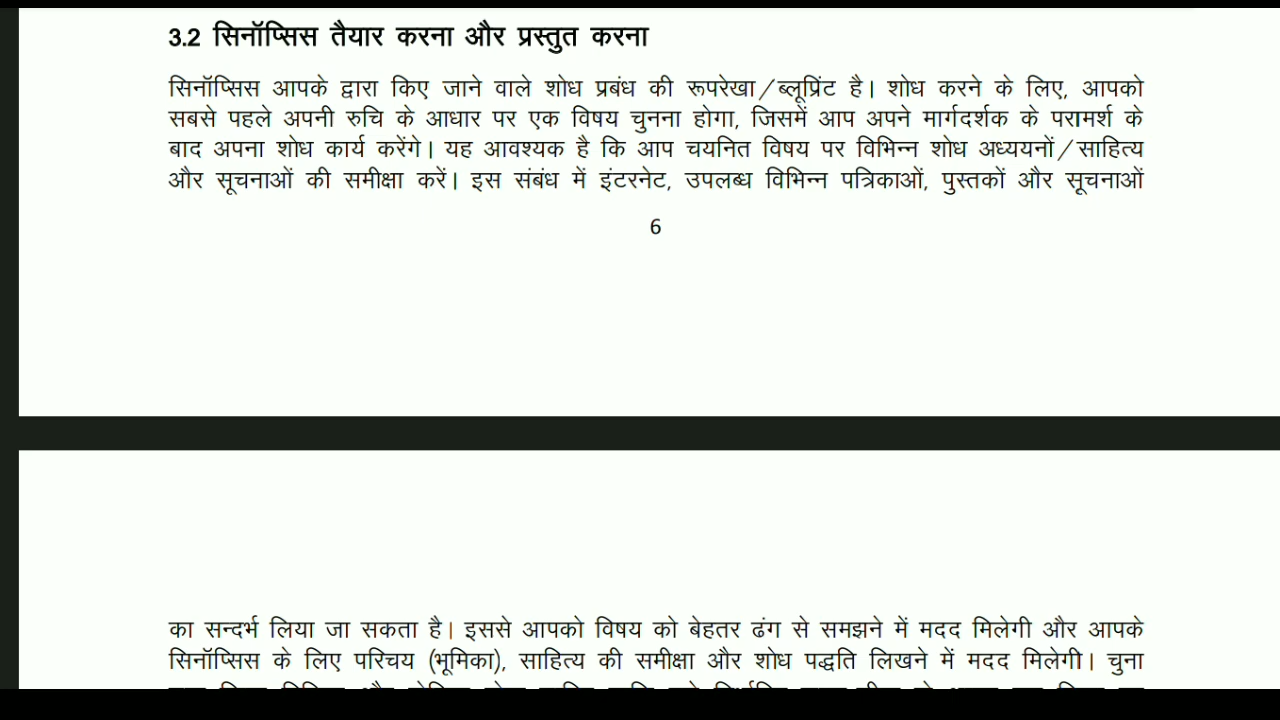 3.2 सिनॉप्सिस तैयार करना और प्रस्तुत करना
सिनॉप्सिस आपके द्वारा किए जाने वाले शोध प्रबंध की रूपरेखा/ब्लूप्रिंट है। शोध करने के लिए, आपको
सबसे पहले अपनी रुचि के आधार पर एक विषय चुनना होगा, जिसमें आप अपने मार्गदर्शक के परामर्श के
बाद अपना शोध कार्य करेंगे। यह आवश्यक है कि आप चयनित विषय पर विभिन्न शोध अध्ययनों/साहित्य
और सूचनाओं की समीक्षा करें। इस संबंध में इंटरनेट, उपलब्ध विभिन्न पत्रिकाओं, पुस्तकों और सूचनाओं
6
का सन्दर्भ लिया जा सकता है। इससे आपको विषय को बेहतर ढंग से समझने में मदद मिलेगी और आपके
सिनॉप्सिस के लिए परिचय (भूमिका), साहित्य की समीक्षा और शोध पद्धति लिखने में मदद मिलेगी। चुना